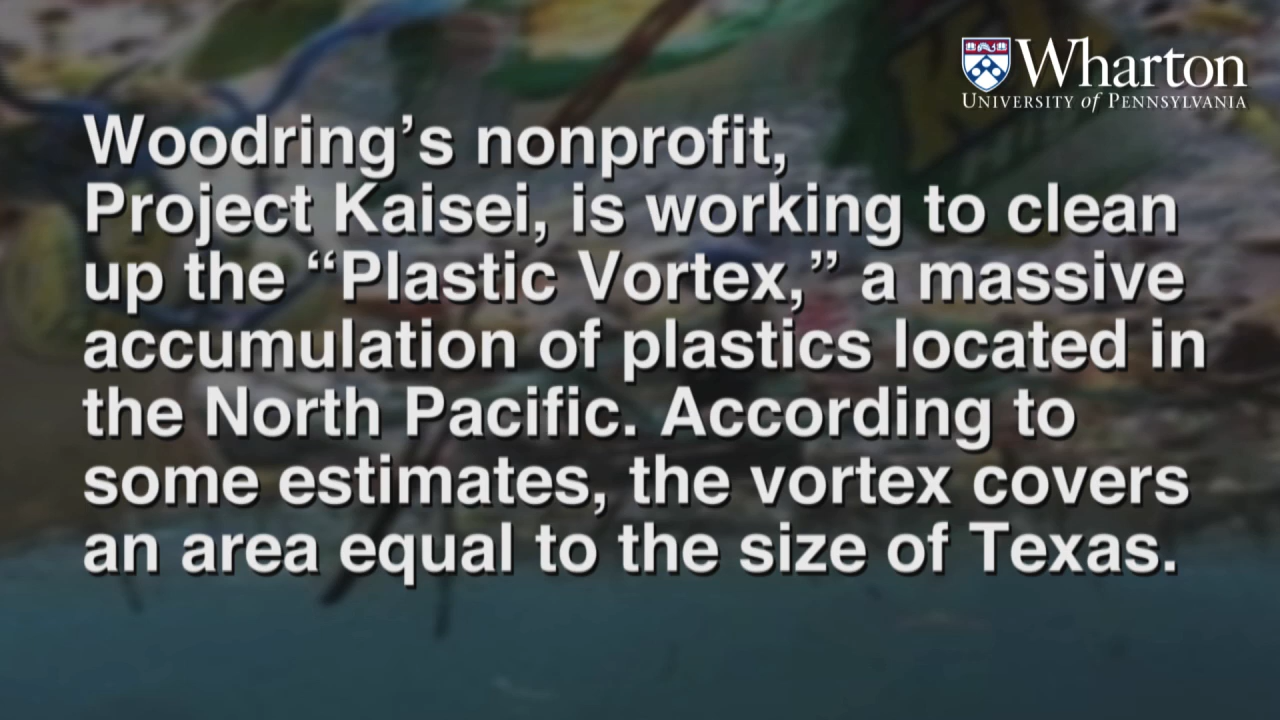 Wharton
UNIVERSITY of PENNSYLVANIA
Woodring’s nonprofit,
Project Kaisei, is working to clean
up the “Plastic Vortex,” a massive
accumulation of plastics located in
the North Pacific. According to
some estimates, the vortex covers
an area equal to the size of Texas.